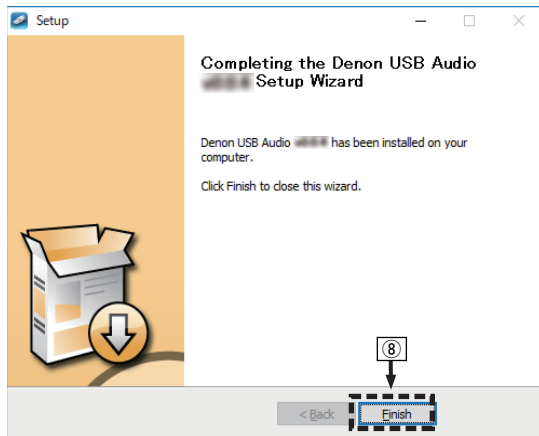 Setup
Completing the Denon USB Audio
Setup Wizard
Denon USB Audio has been installed on your
computer.
Click Finish to close this wizard.
⑧
< Back
Finish